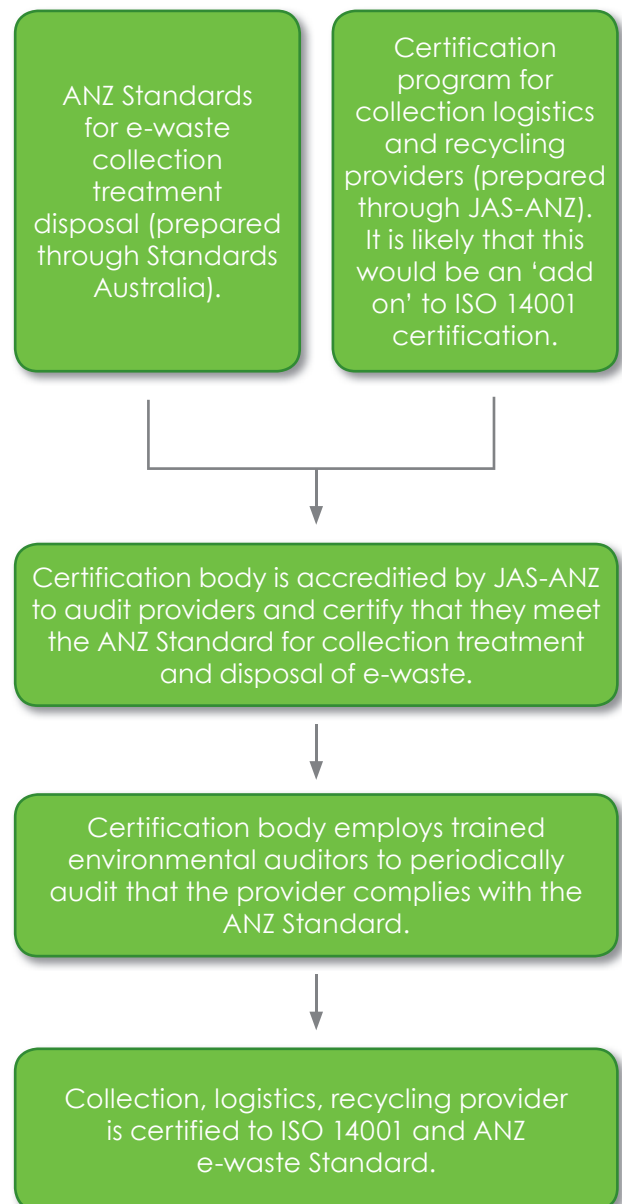 ANZ Standards
for e-waste
collection
treatment
disposal (prepared
through Standards
Australia).
Certification
program for
collection logistics
and recycling
providers (prepared
through JAS-ANZ).
It is likely that this
would be an ‘add
on’ to ISO 14001
certification.
Certification body is accreditied by JAS-ANZ
to audit providers and certify that they meet
the ANZ Standard for collection treatment
and disposal of e-waste.
Certification body employs trained
environmental auditors to periodically
audit that the provider complies with the
ANZ Standard.
Collection, logistics, recycling provider
is certified to ISO 14001 and ANZ
e-waste Standard.